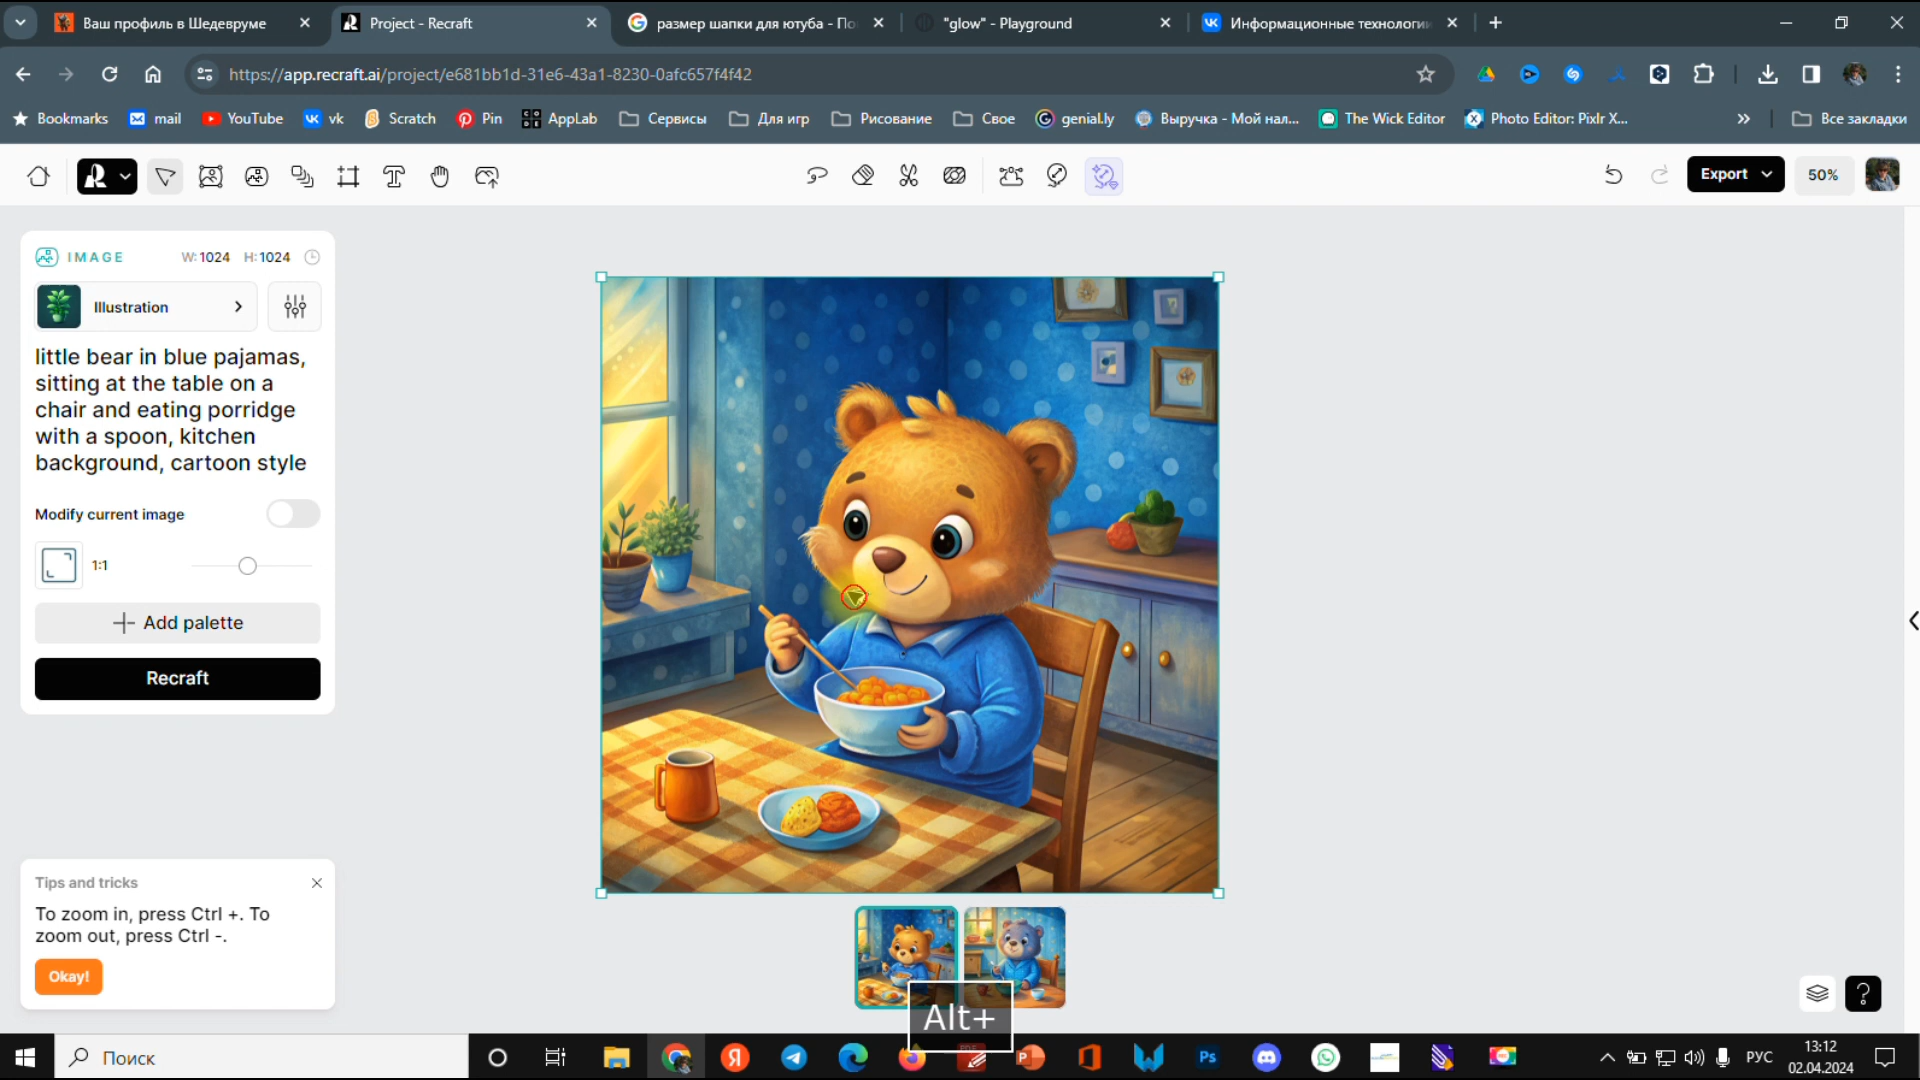 Ваш профиль в Шедевруме
Project - Recraft
размер шапки для ютуба - По
"glow" - Playground
Информационные технологии
https://app.recraft.ai/project/e681bb1d-31e6-43a1-8230-0afc657f4f42
Bookmarks
mail
YouTube
vk
Scratch
Pin
AppLab
Сервисы
Для игр
Рисование
Свое
genial.ly
Выручка - Мой нал...
The Wick Editor
Photo Editor: Pixlr X...
Все закладки
Export
50%
IMAGE
W: 1024 H: 1024
Illustration
little bear in blue pajamas,
sitting at the table on a
chair and eating porridge
with a spoon, kitchen
background, cartoon style
Modify current image
1:1
Add palette
Recraft
Tips and tricks
To zoom in, press Ctrl +. To
zoom out, press Ctrl -.
Okay!
Alt+
Поиск
РУС
13:12
02.04.2024